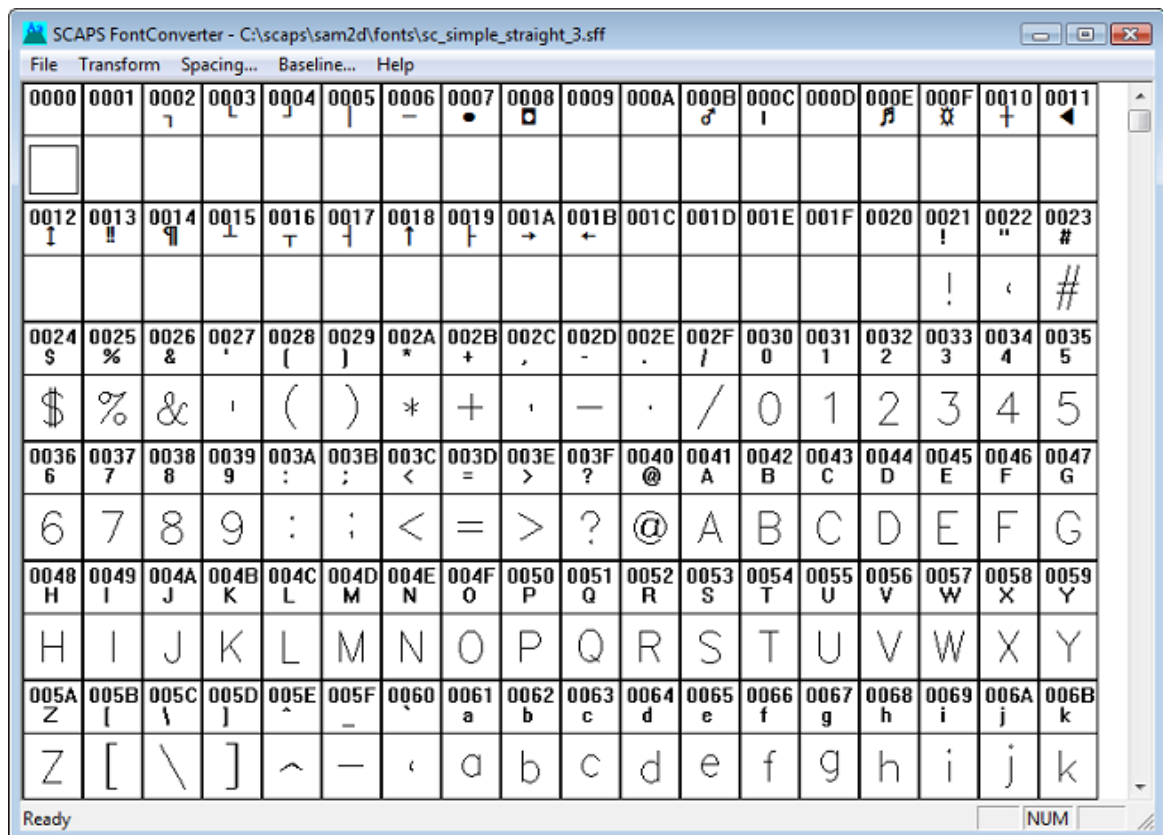 SCAPS FontConverter - C:\scaps\sam2d\fonts\sc_simple_straight_3.sff
File Transform Spacing... Baseline... Help
0000 0001 0002 0003 0004 0005 0006 0007 0008 0009 000A 000B 000C 000D 000E 000F 0010 0011
┐ └ ┘ │ ─ • ◘ ♂ ╷ ♬ ☼ ┼ ◄
0012 0013 0014 0015 0016 0017 0018 0019 001A 001B 001C 001D 001E 001F 0020 0021 0022 0023
↕ ‼ ¶ ┴ ┬ ┤ ↑ ├ → ← ! " #
! ‘ #
0024 0025 0026 0027 0028 0029 002A 002B 002C 002D 002E 002F 0030 0031 0032 0033 0034 0035
$ % & ' ( ) * + , - . / 0 1 2 3 4 5
$ % & ' ( ) * + , — . / 0 1 2 3 4 5
0036 0037 0038 0039 003A 003B 003C 003D 003E 003F 0040 0041 0042 0043 0044 0045 0046 0047
6 7 8 9 : ; < = > ? @ A B C D E F G
6 7 8 9 : ; < = > ? @ A B C D E F G
0048 0049 004A 004B 004C 004D 004E 004F 0050 0051 0052 0053 0054 0055 0056 0057 0058 0059
H I J K L M N O P Q R S T U V W X Y
H I J K L M N O P Q R S T U V W X Y
005A 005B 005C 005D 005E 005F 0060 0061 0062 0063 0064 0065 0066 0067 0068 0069 006A 006B
Z [ \ ] ^ _ ` a b c d e f g h i j k
Z [ \ ] ^ — ‘ a b c d e f g h i j k
Ready NUM